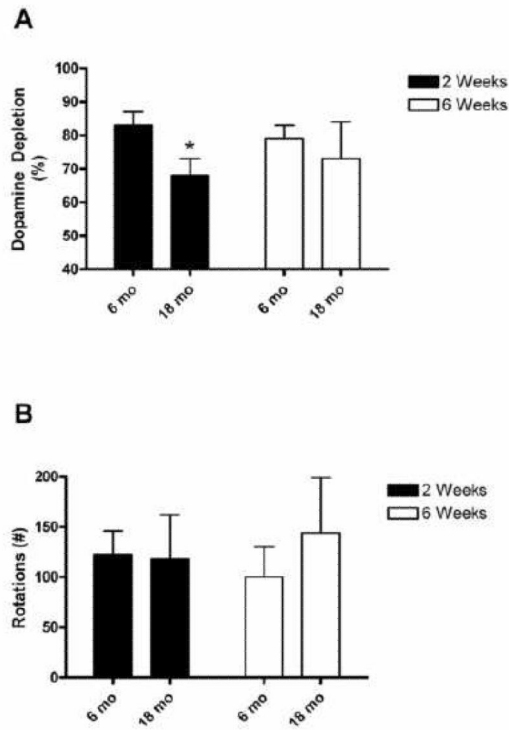 A
100
90
80
70
60
50
40
Dopamine Depletion
(%)
*
2 Weeks
6 Weeks
6 mo
18 mo
6 mo
18 mo
B
200
150
100
50
0
Rotations (#)
2 Weeks
6 Weeks
6 mo
18 mo
6 mo
18 mo